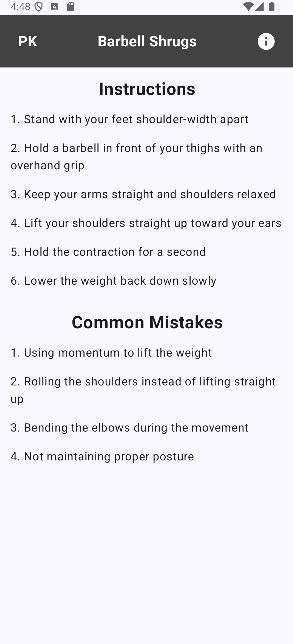 4:48
PK
Barbell Shrugs
Instructions
1. Stand with your feet shoulder-width apart
2. Hold a barbell in front of your thighs with an
overhand grip
3. Keep your arms straight and shoulders relaxed
4. Lift your shoulders straight up toward your ears
5. Hold the contraction for a second
6. Lower the weight back down slowly
Common Mistakes
1. Using momentum to lift the weight
2. Rolling the shoulders instead of lifting straight
up
3. Bending the elbows during the movement
4. Not maintaining proper posture